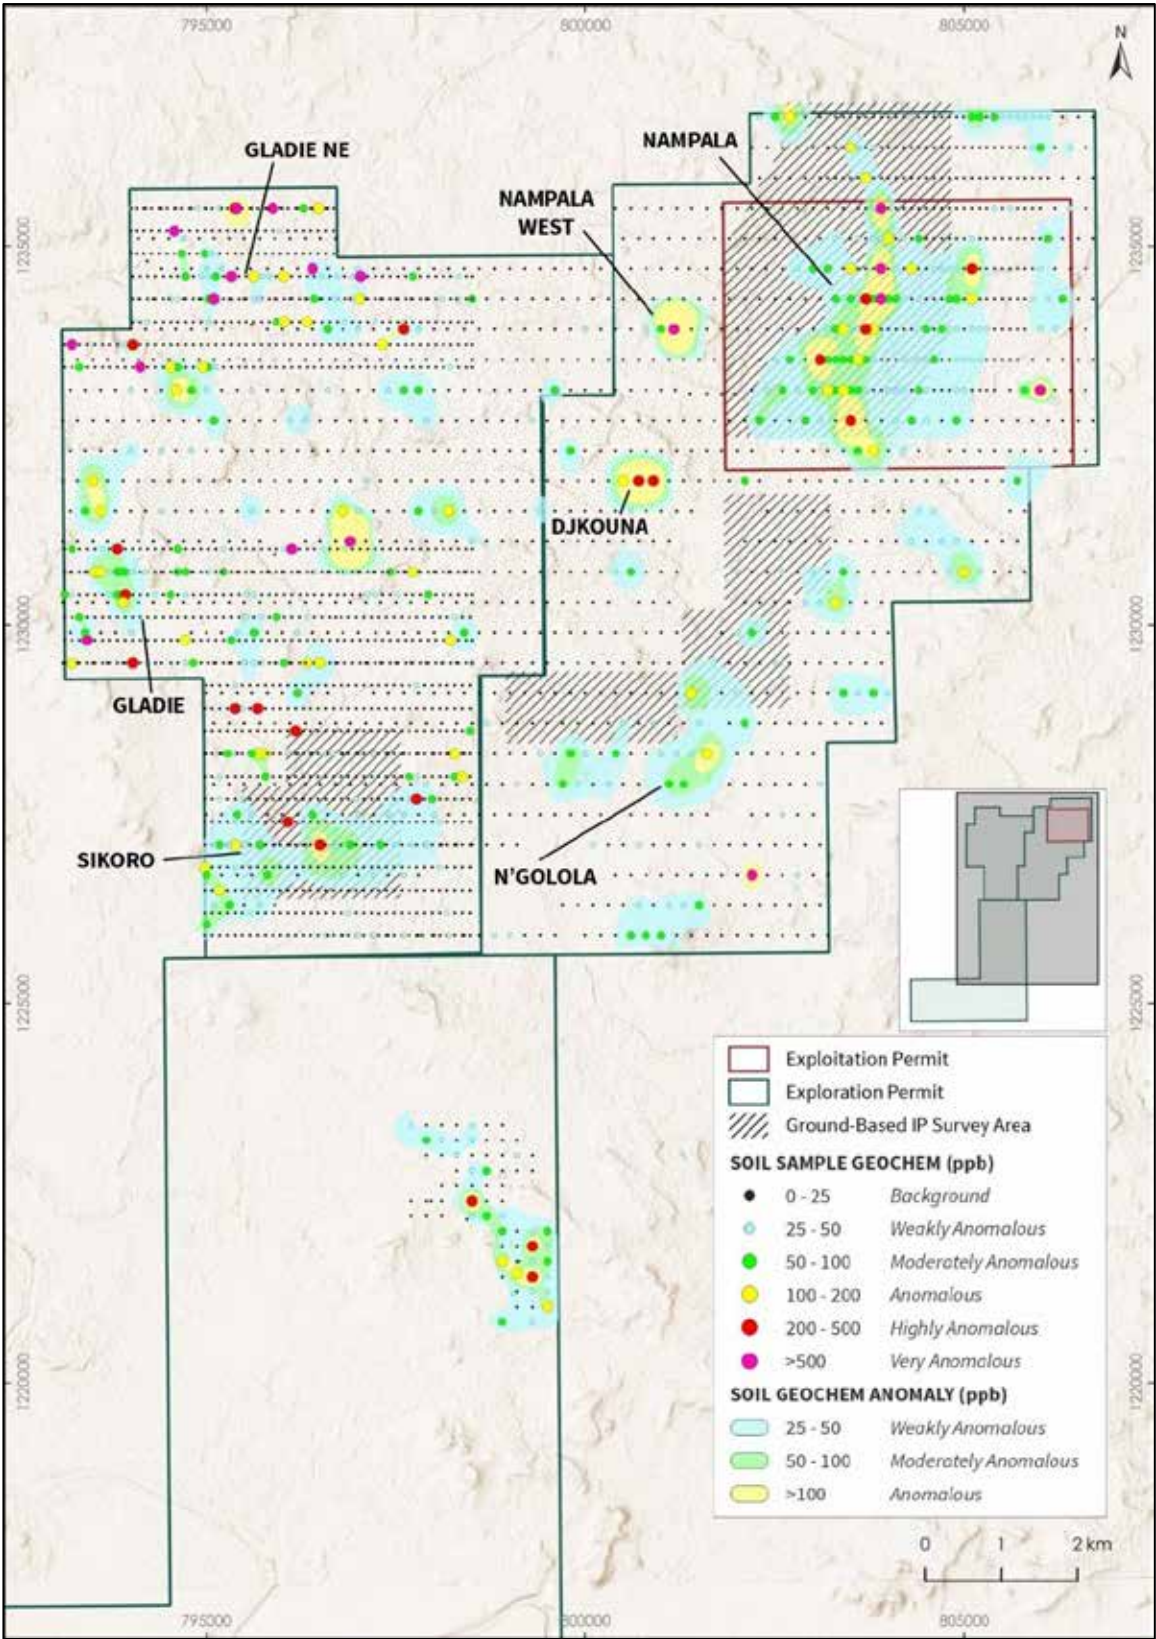 795000
800000
805000
N
GLADIE NE
NAMPALA
NAMPALA
WEST
1235000
1235000
DJKOUNA
1230000
1230000
GLADIE
SIKORO
N'GOLOLA
1225000
1225000
Exploitation Permit
Exploration Permit
Ground-Based IP Survey Area
SOIL SAMPLE GEOCHEM (ppb)
0 - 25 Background
25 - 50 Weakly Anomalous
50 - 100 Moderately Anomalous
100 - 200 Anomalous
200 - 500 Highly Anomalous
>500 Very Anomalous
SOIL GEOCHEM ANOMALY (ppb)
25 - 50 Weakly Anomalous
50 - 100 Moderately Anomalous
>100 Anomalous
1220000
1220000
0 1 2 km
795000
800000
805000